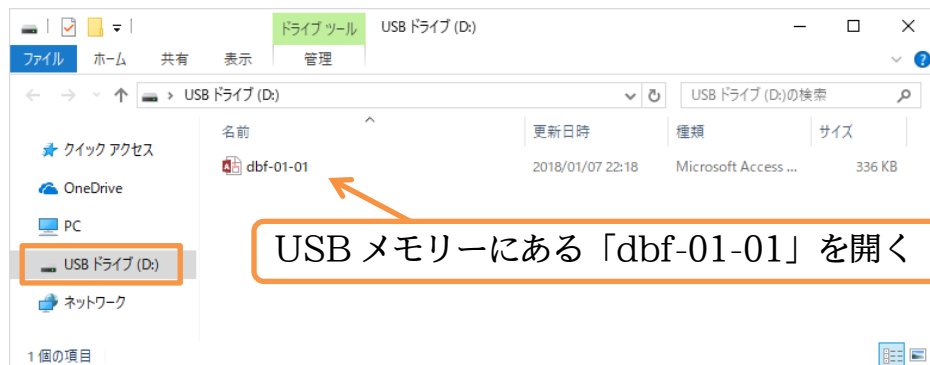 ドライブ ツール USB ドライブ (D:)
ファイル ホーム 共有 表示 管理
USB ドライブ (D:) USB ドライブ (D:)の検索
名前 更新日時 種類 サイズ
クイック アクセス
dbf-01-01 2018/01/07 22:18 Microsoft Access ... 336 KB
OneDrive
PC
USB メモリーにある「dbf-01-01」を開く
USB ドライブ (D:)
ネットワーク
1 個の項目